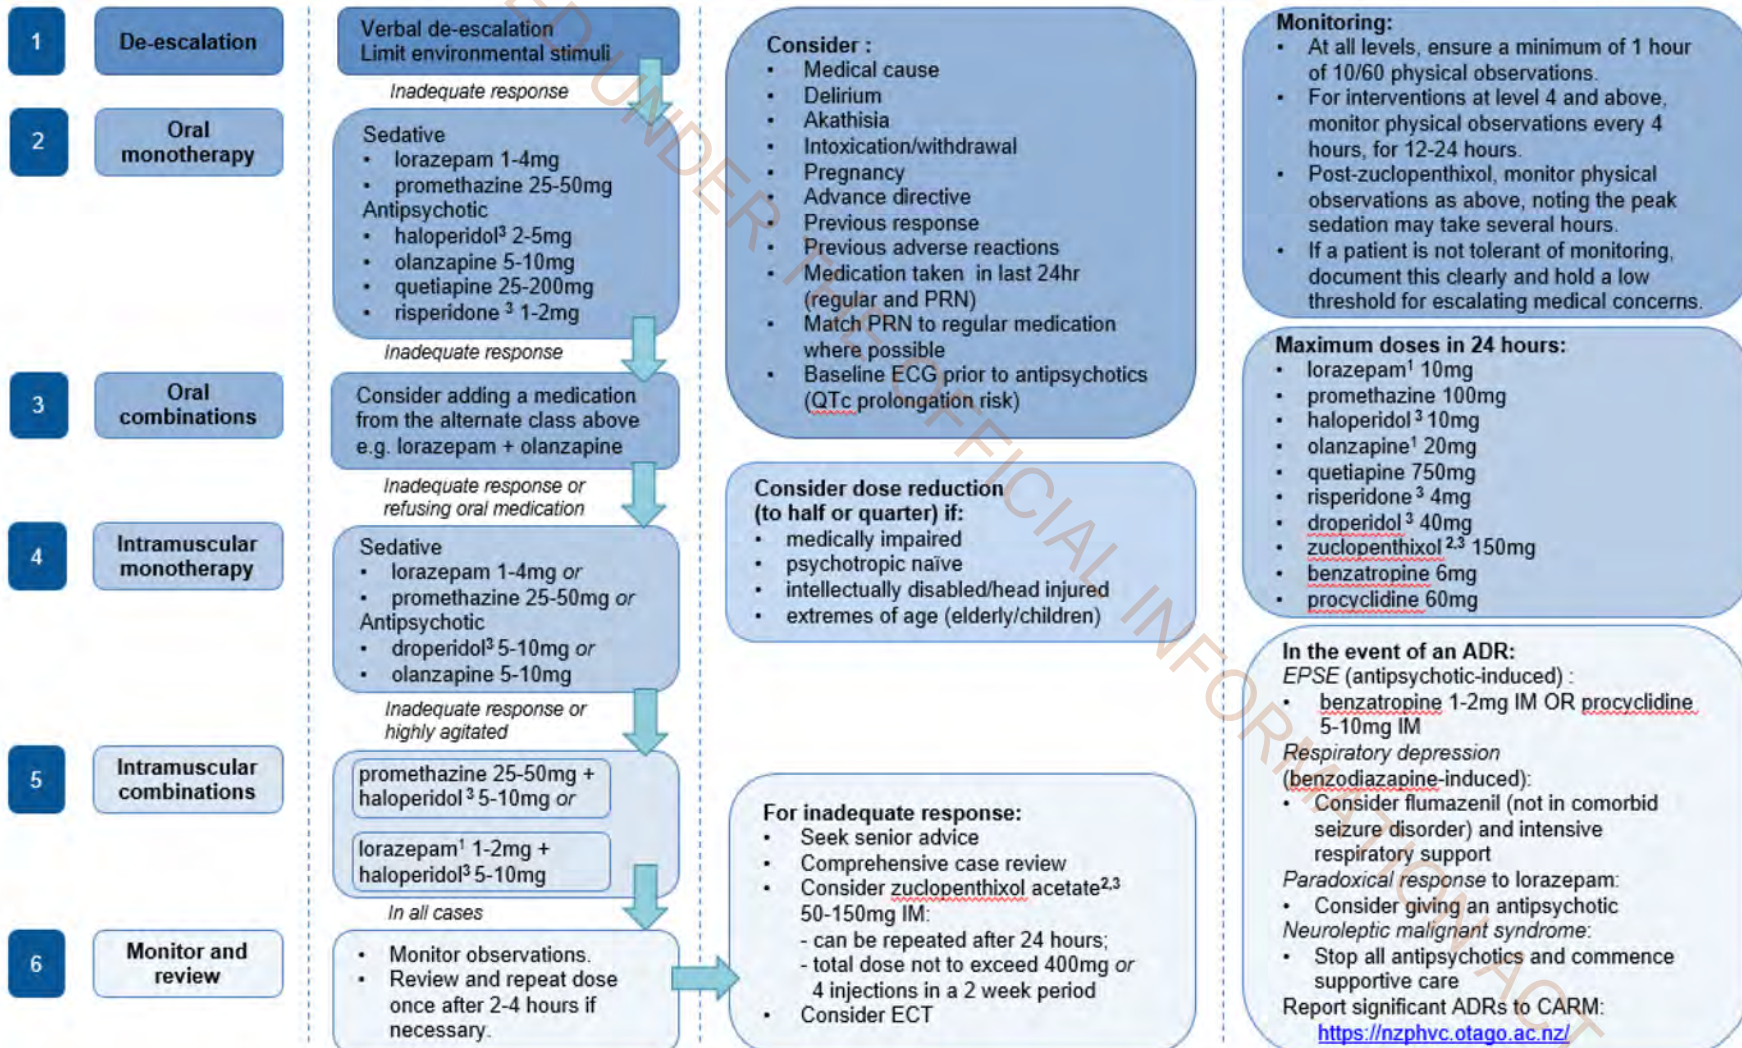 1
De-escalation
Verbal de-escalation
Limit environmental stimuli
Inadequate response
2
Oral
monotherapy
Sedative
• lorazepam 1-4mg
• promethazine 25-50mg
Antipsychotic
• haloperidol³ 2-5mg
• olanzapine 5-10mg
• quetiapine 25-200mg
• risperidone ³ 1-2mg
Inadequate response
3
Oral
combinations
Consider adding a medication
from the alternate class above
e.g. lorazepam + olanzapine
Inadequate response or
refusing oral medication
4
Intramuscular
monotherapy
Sedative
• lorazepam 1-4mg or
• promethazine 25-50mg or
Antipsychotic
• droperidol³ 5-10mg or
• olanzapine 5-10mg
Inadequate response or
highly agitated
5
Intramuscular
combinations
promethazine 25-50mg +
haloperidol³ 5-10mg or
lorazepam¹ 1-2mg +
haloperidol³ 5-10mg
In all cases
6
Monitor and
review
• Monitor observations.
• Review and repeat dose
once after 2-4 hours if
necessary.
Consider :
• Medical cause
• Delirium
• Akathisia
• Intoxication/withdrawal
• Pregnancy
• Advance directive
• Previous response
• Previous adverse reactions
• Medication taken in last 24hr
(regular and PRN)
• Match PRN to regular medication
where possible
• Baseline ECG prior to antipsychotics
(QTc prolongation risk)
Consider dose reduction
(to half or quarter) if:
• medically impaired
• psychotropic naïve
• intellectually disabled/head injured
• extremes of age (elderly/children)
For inadequate response:
• Seek senior advice
• Comprehensive case review
• Consider zuclopenthixol acetate²,³
50-150mg IM:
- can be repeated after 24 hours;
- total dose not to exceed 400mg or
4 injections in a 2 week period
• Consider ECT
Monitoring:
• At all levels, ensure a minimum of 1 hour
of 10/60 physical observations.
• For interventions at level 4 and above,
monitor physical observations every 4
hours, for 12-24 hours.
• Post-zuclopenthixol, monitor physical
observations as above, noting the peak
sedation may take several hours.
• If a patient is not tolerant of monitoring,
document this clearly and hold a low
threshold for escalating medical concerns.
Maximum doses in 24 hours:
• lorazepam¹ 10mg
• promethazine 100mg
• haloperidol ³ 10mg
• olanzapine¹ 20mg
• quetiapine 750mg
• risperidone ³ 4mg
• droperidol ³ 40mg
• zuclopenthixol ²,³ 150mg
• benzatropine 6mg
• procyclidine 60mg
In the event of an ADR:
EPSE (antipsychotic-induced) :
• benzatropine 1-2mg IM OR procyclidine
5-10mg IM
Respiratory depression
(benzodiazapine-induced):
• Consider flumazenil (not in comorbid
seizure disorder) and intensive
respiratory support
Paradoxical response to lorazepam:
• Consider giving an antipsychotic
Neuroleptic malignant syndrome:
• Stop all antipsychotics and commence
supportive care
Report significant ADRs to CARM:
https://nzphvc.otago.ac.nz/
UNDER THE OFFICIAL INFORMATION ACT